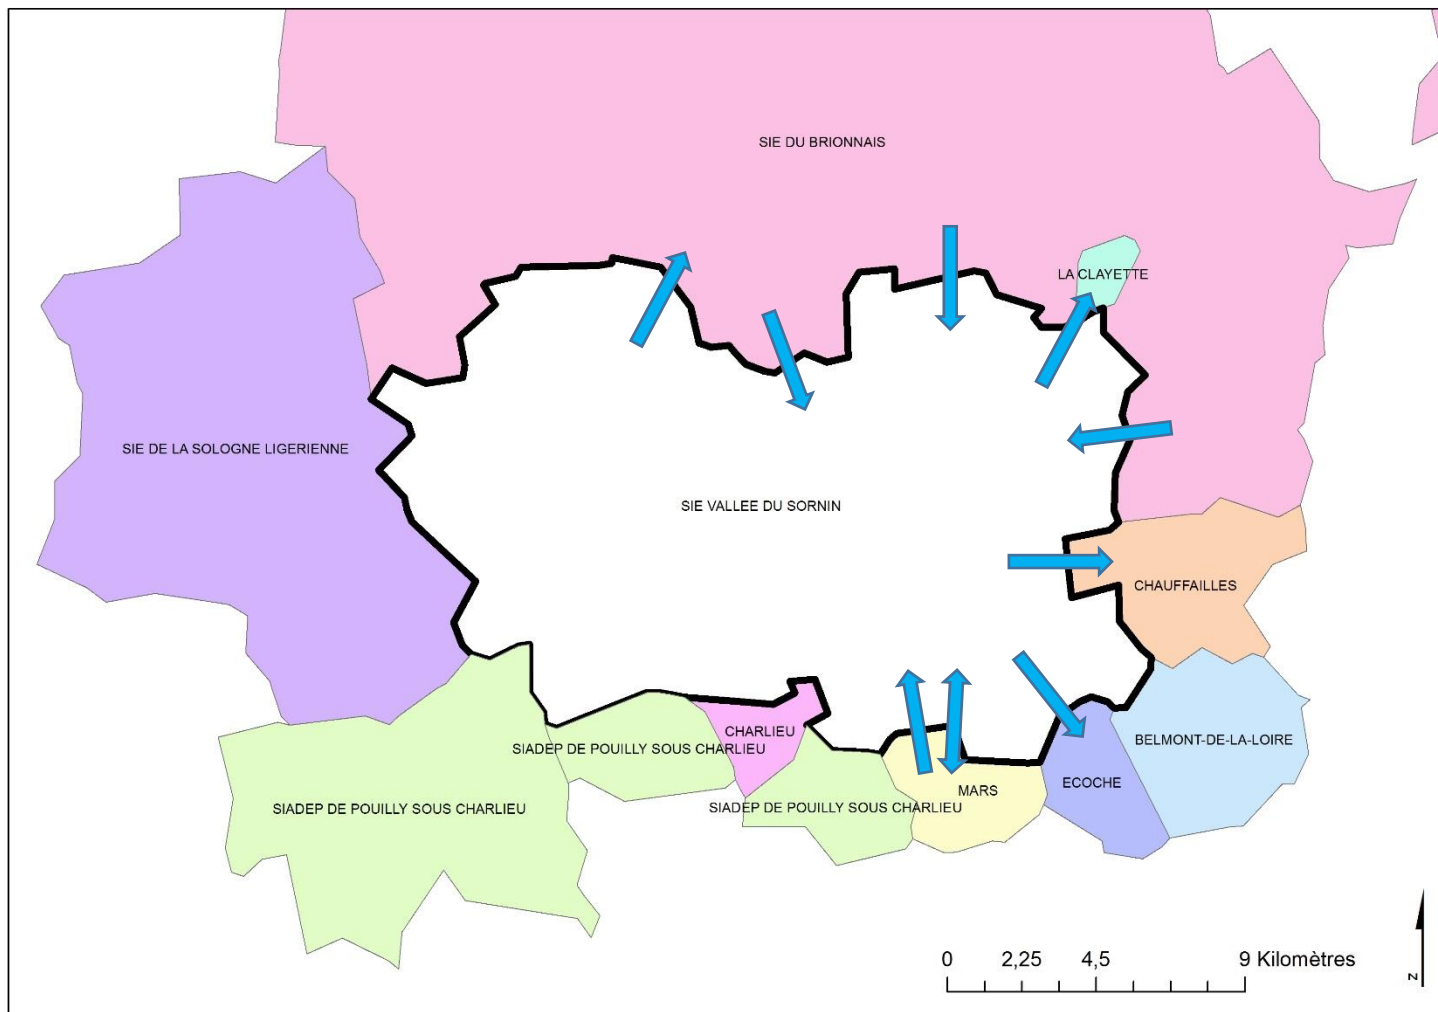 SIE DU BRIONNAIS
LA CLAYETTE
SIE DE LA SOLOGNE LIGERIENNE
SIE VALLEE DU SORNIN
CHAUFFAILLES
CHARLIEU
BELMONT-DE-LA-LOIRE
SIADEP DE POUILLY SOUS CHARLIEU
ECOCHE
MARS
SIADEP DE POUILLY SOUS CHARLIEU
SIADEP DE POUILLY SOUS CHARLIEU
0 2,25 4,5 9 Kilomètres
N